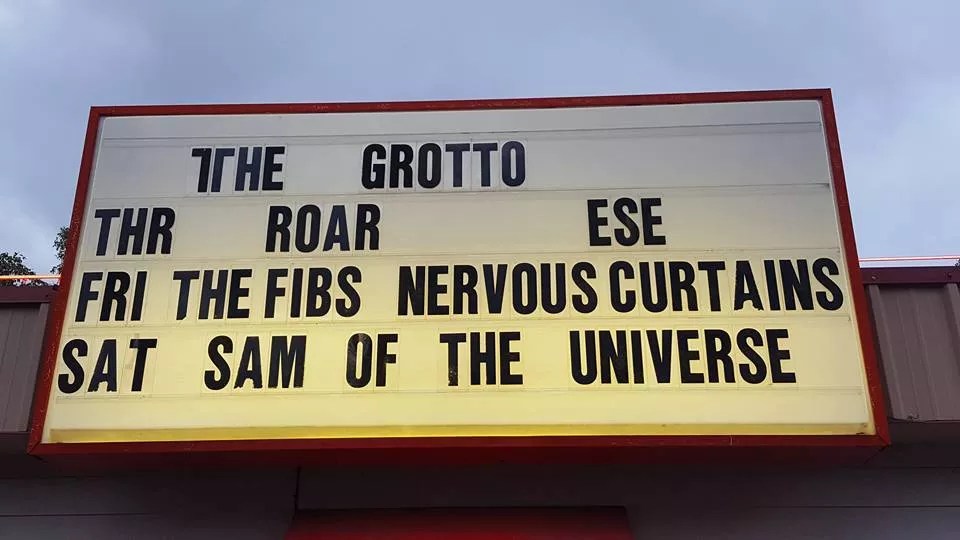 THE GROTTO
THR ROAR ESE
FRI THE FIBS NERVOUS CURTAINS
SAT SAM OF THE UNIVERSE